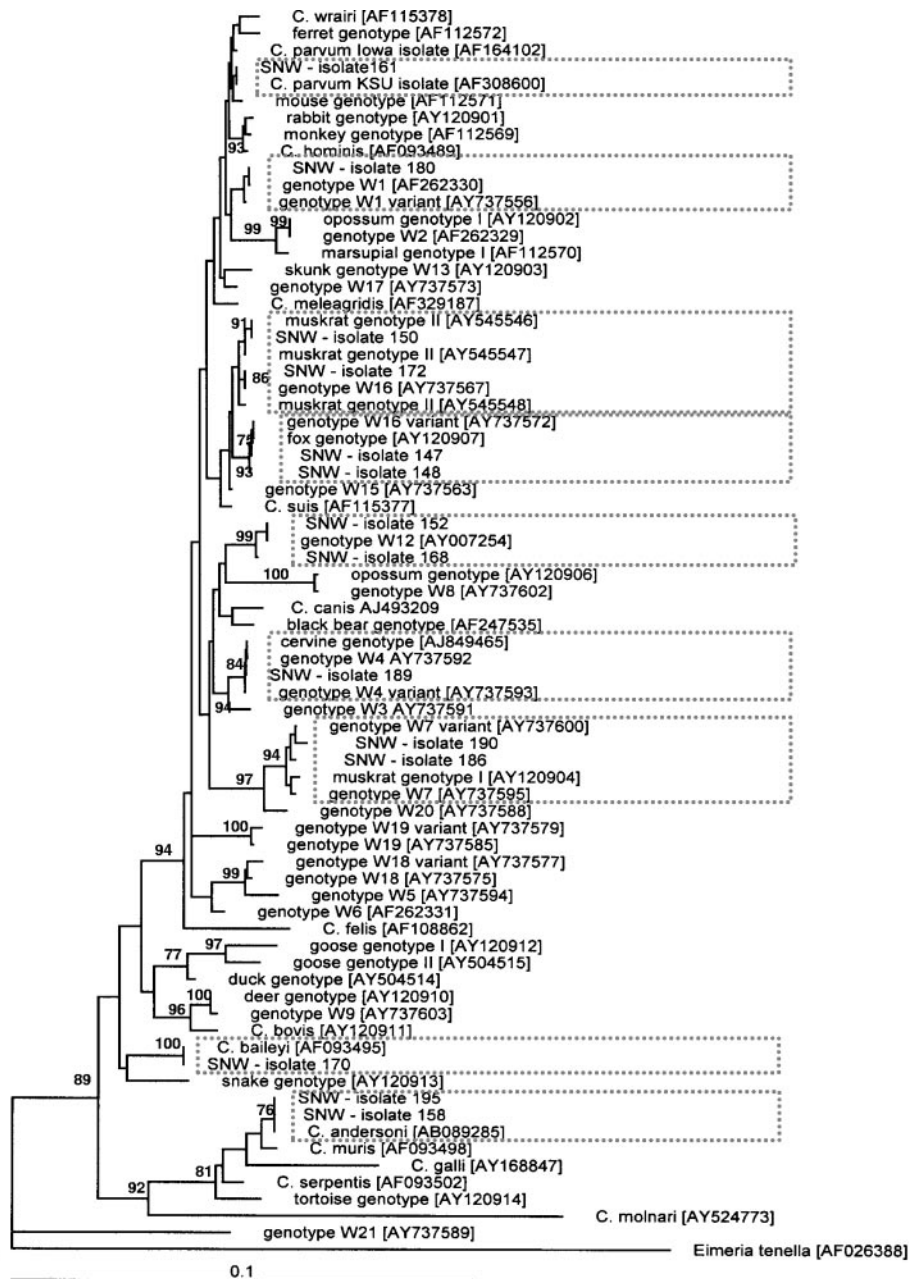 C. wrairi [AF115378]
ferret genotype [AF112572]
C. parvum Iowa isolate [AF164102]
SNW - isolate161
C. parvum KSU isolate [AF308600]
mouse genotype [AF112571]
rabbit genotype [AY120901]
monkey genotype [AF112569]
93
C. hominis [AF093489]
SNW - isolate 180
genotype W1 [AF262330]
genotype W1 variant [AY737556]
99
opossum genotype I [AY120902]
99
genotype W2 [AF262329]
marsupial genotype I [AF112570]
skunk genotype W13 [AY120903]
genotype W17 [AY737573]
C. meleagridis [AF329187]
91
muskrat genotype II [AY545546]
SNW - isolate 150
muskrat genotype II [AY545547]
86
SNW - isolate 172
genotype W16 [AY737567]
muskrat genotype II [AY545548]
genotype W16 variant [AY737572]
75
fox genotype [AY120907]
SNW - isolate 147
93
SNW - isolate 148
genotype W15 [AY737563]
C. suis [AF115377]
SNW - isolate 152
99
genotype W12 [AY007254]
SNW - isolate 168
100
opossum genotype [AY120906]
genotype W8 [AY737602]
C. canis AJ493209
black bear genotype [AF247535]
cervine genotype [AJ849465]
84
genotype W4 AY737592
SNW - isolate 189
genotype W4 variant [AY737593]
94
genotype W3 AY737591
genotype W7 variant [AY737600]
SNW - isolate 190
94
SNW - isolate 186
97
muskrat genotype I [AY120904]
genotype W7 [AY737595]
genotype W20 [AY737588]
100
genotype W19 variant [AY737579]
genotype W19 [AY737585]
94
genotype W18 variant [AY737577]
99
genotype W18 [AY737575]
genotype W5 [AY737594]
genotype W6 [AF262331]
C. felis [AF108862]
97
goose genotype I [AY120912]
77
goose genotype II [AY504515]
duck genotype [AY504514]
100
deer genotype [AY120910]
96
genotype W9 [AY737603]
C. bovis [AY120911]
100
C. baileyi [AF093495]
SNW - isolate 170
89
snake genotype [AY120913]
SNW - isolate 195
76
SNW - isolate 158
C. andersoni [AB089285]
C. muris [AF093498]
81
C. galli [AY168847]
92
C. serpentis [AF093502]
tortoise genotype [AY120914]
C. molnari [AY524773]
genotype W21 [AY737589]
Eimeria tenella [AF026388]
0.1